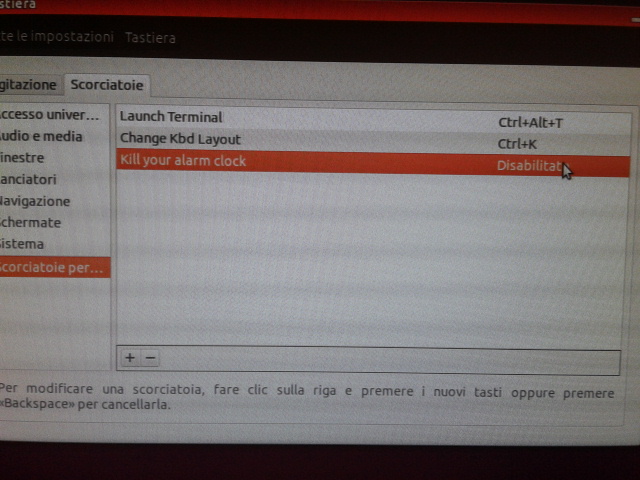 stiera
te le impostazioni Tastiera
gitazione Scorciatoie
ccesso univer...
udio e media
inestre
anciatori
Navigazione
chermate
istema
Scorciatoie per...
Launch Terminal Ctrl+Alt+T
Change Kbd Layout Ctrl+K
Kill your alarm clock Disabilitat
+ −
Per modificare una scorciatoia, fare clic sulla riga e premere i nuovi tasti oppure premere
«Backspace» per cancellarla.